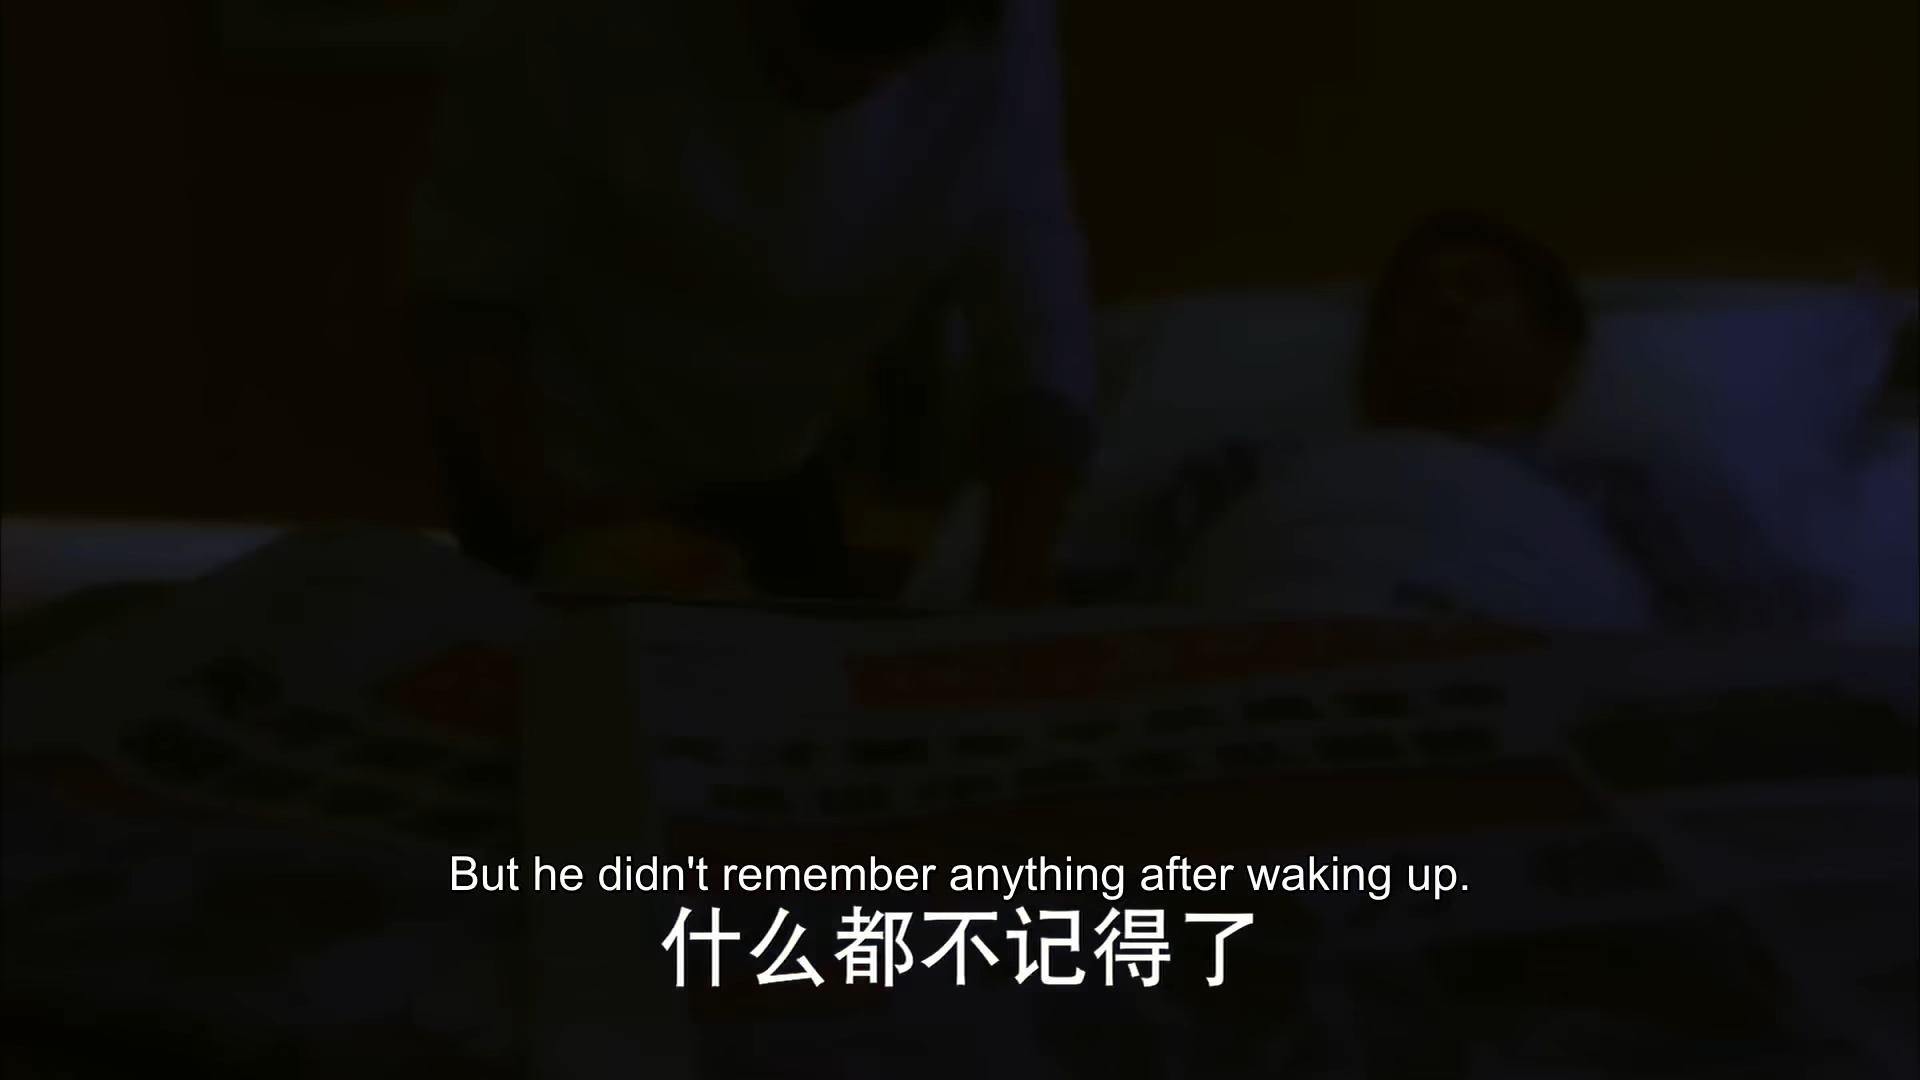 But he didn't remember anything after waking up.
什么都不记得了